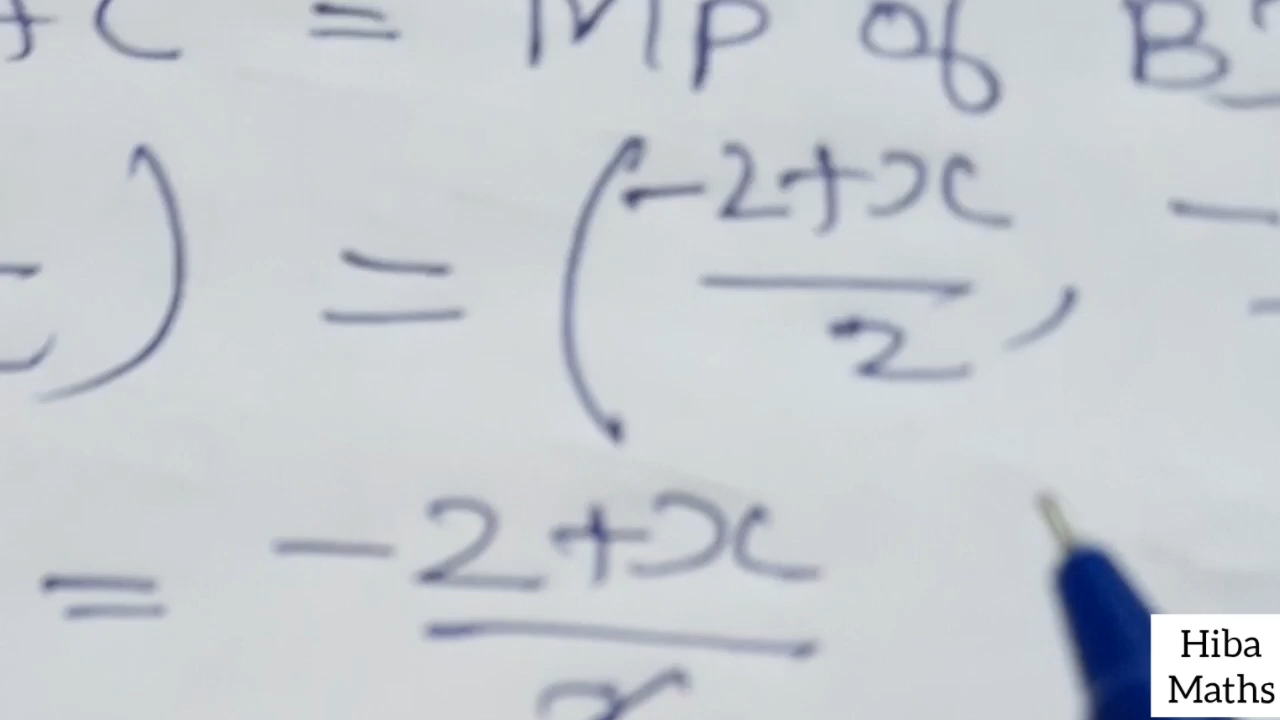 +C = MP of B
) = (-2+x/2, -
= -2+x
Hiba
Maths